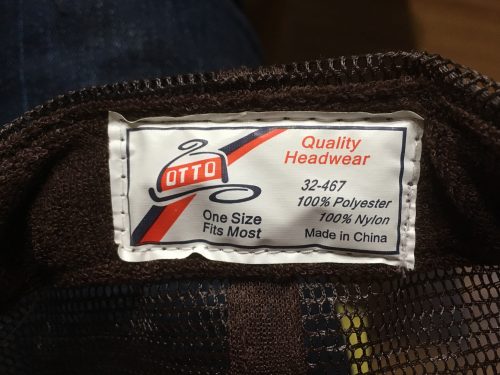 OTTO
One Size
Fits Most
Quality
Headwear
32-467
100% Polyester
100% Nylon
Made in China